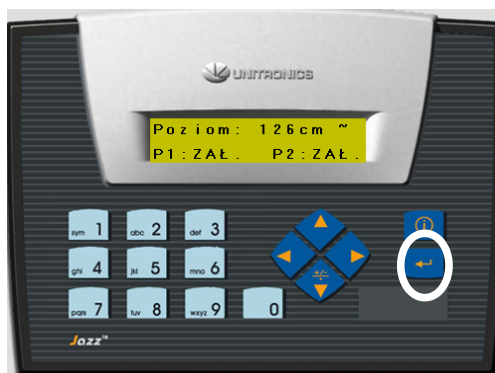 UNITRONICS
Poziom: 126cm ~
P1:ZAŁ. P2:ZAŁ.
sym 1 abc 2 def 3
ghi 4 jkl 5 mno 6 +/-
pqrs 7 tuv 8 wxyz 9 0
Jazz™